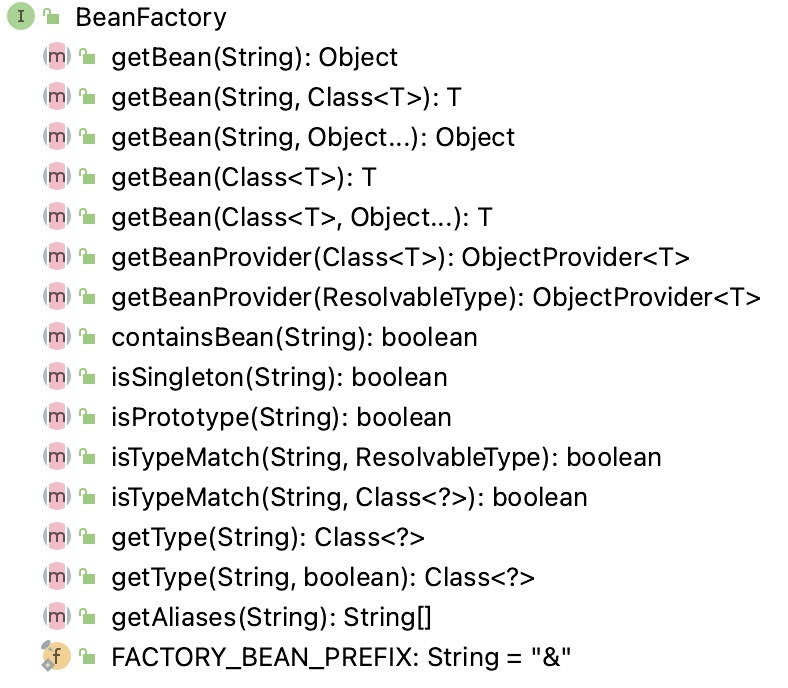 I BeanFactory
m getBean(String): Object
m getBean(String, Class<T>): T
m getBean(String, Object...): Object
m getBean(Class<T>): T
m getBean(Class<T>, Object...): T
m getBeanProvider(Class<T>): ObjectProvider<T>
m getBeanProvider(ResolvableType): ObjectProvider<T>
m containsBean(String): boolean
m isSingleton(String): boolean
m isPrototype(String): boolean
m isTypeMatch(String, ResolvableType): boolean
m isTypeMatch(String, Class<?>): boolean
m getType(String): Class<?>
m getType(String, boolean): Class<?>
m getAliases(String): String[]
f FACTORY_BEAN_PREFIX: String = "&"